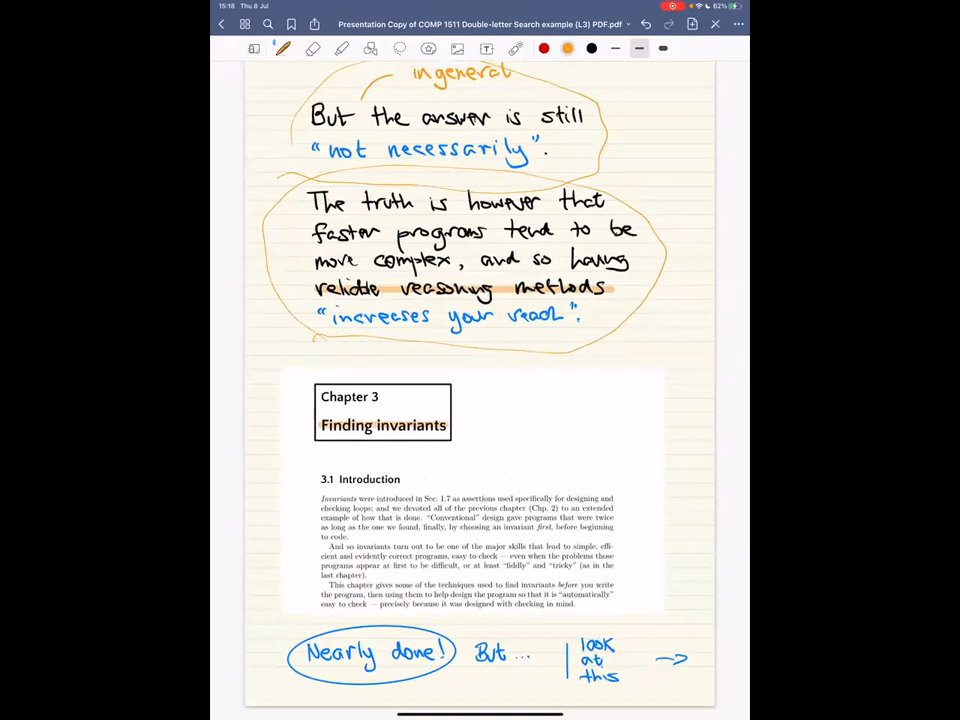 15:18 Thu 8 Jul
62%
Presentation Copy of COMP 1511 Double-letter Search example (L3) PDF.pdf
in general
But the answer is still
“not necessarily”.
The truth is however that
faster programs tend to be
more complex, and so having
reliable reasoning methods
“increases your reach”.
Chapter 3
Finding invariants
3.1 Introduction
Invariants were introduced in Sec. 1.7 as assertions used specifically for designing and
checking loops; and we devoted all of the previous chapter (Chp. 2) to an extended
example of how that is done. “Conventional” design gave programs that were twice
as long as the one we found, finally, by choosing an invariant first, before beginning
to code.
And so invariants turn out to be one of the major skills that lead to simple, effi-
cient and evidently correct programs, easy to check — even when the problems those
programs appear at first to be difficult, or at least “fiddly” and “tricky” (as in the
last chapter).
This chapter gives some of the techniques used to find invariants before you write
the program, then using them to help design the program so that it is “automatically”
easy to check — precisely because it was designed with checking in mind.
Nearly done! But ...
look
at
this